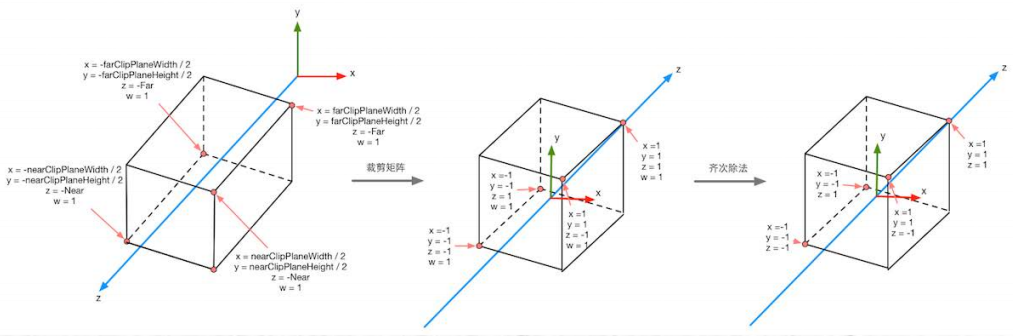 y
x
x = -farClipPlaneWidth / 2
y = -farClipPlaneHeight / 2
z = -Far
w = 1
x = farClipPlaneWidth / 2
y = farClipPlaneHeight / 2
z = -Far
w = 1
x = -nearClipPlaneWidth / 2
y = -nearClipPlaneHeight / 2
z = -Near
w = 1
x = nearClipPlaneWidth / 2
y = nearClipPlaneHeight / 2
z = -Near
w = 1
z
裁剪矩阵
z
y
x
x =1
y = 1
z = 1
w = 1
x =-1
y = -1
z = 1
w = 1
x =1
y = 1
z = -1
w = 1
x =-1
y = -1
z = -1
w = 1
齐次除法
z
y
x
x =1
y = 1
z = 1
x =-1
y = -1
z = 1
x =1
y = 1
z = -1
x =-1
y = -1
z = -1